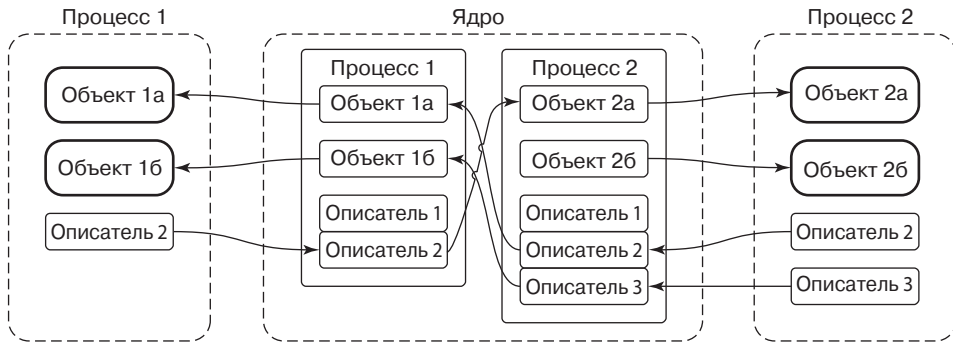 Процесс 1
Ядро
Процесс 2
Процесс 1
Процесс 2
Объект 1а
Объект 1а
Объект 2а
Объект 2а
Объект 1б
Объект 1б
Объект 2б
Объект 2б
Описатель 1
Описатель 1
Описатель 2
Описатель 2
Описатель 2
Описатель 2
Описатель 3
Описатель 3